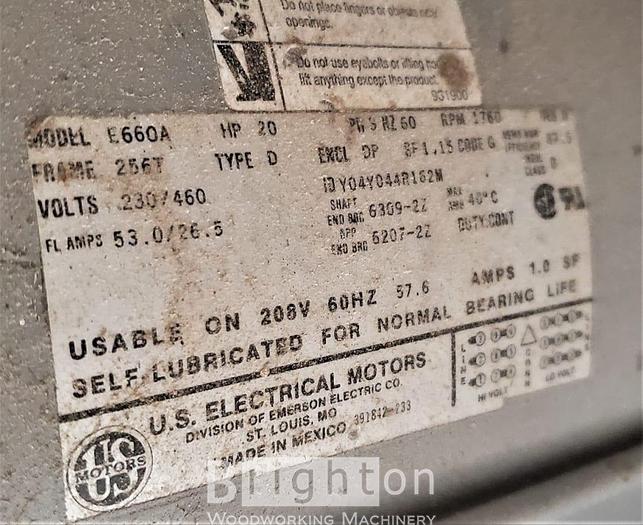 Do not place fingers or objects into
openings.
Do not use eyebolts or lifting
lift anything except the product.
931900
MODEL E660A HP 20 PH 3 HZ 60 RPM 1760
FRAME 256T TYPE D ENCL DP SF 1.15 CODE G
VOLTS 230/460 ID Y04Y044R162M
FL AMPS 53.0/26.5 SHAFT END BRG 6309-2Z MAX AMB 40°C
OPP END BRG 6207-2Z DUTY CONT
USABLE ON 208V 60HZ 57.6 AMPS 1.0 SF
SELF LUBRICATED FOR NORMAL BEARING LIFE
U.S. ELECTRICAL MOTORS
DIVISION OF EMERSON ELECTRIC CO.
ST. LOUIS, MO
MADE IN MEXICO 391842-233
US
MOTORS
LINE
HI VOLT
LO VOLT
Brighton
WOODWORKING MACHINERY